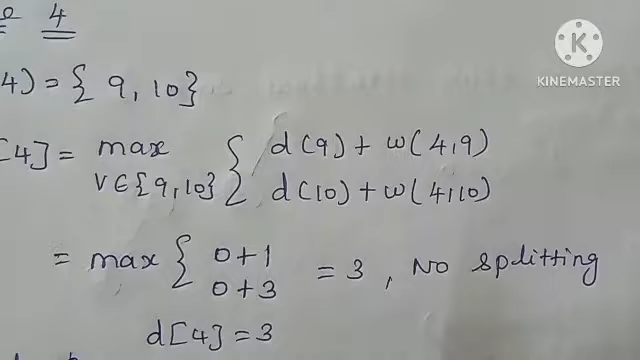 4
K
KINEMASTER
4) = { 9, 10}
[4] = max { d(9) + w(4,9)
V∈{9,10} d(10) + w(4,10)
= max { 0+1 = 3 , No splitting
0+3
d[4] = 3